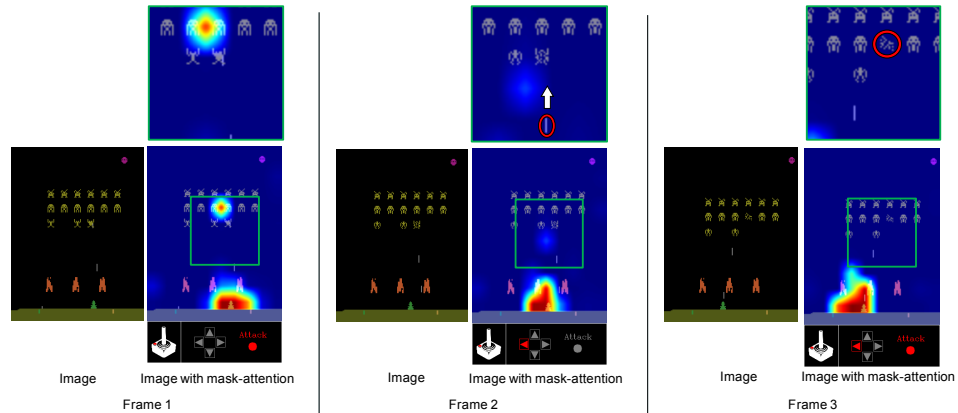 Attack
Attack
Attack
Image
Image with mask-attention
Image
Image with mask-attention
Image
Image with mask-attention
Frame 1
Frame 2
Frame 3